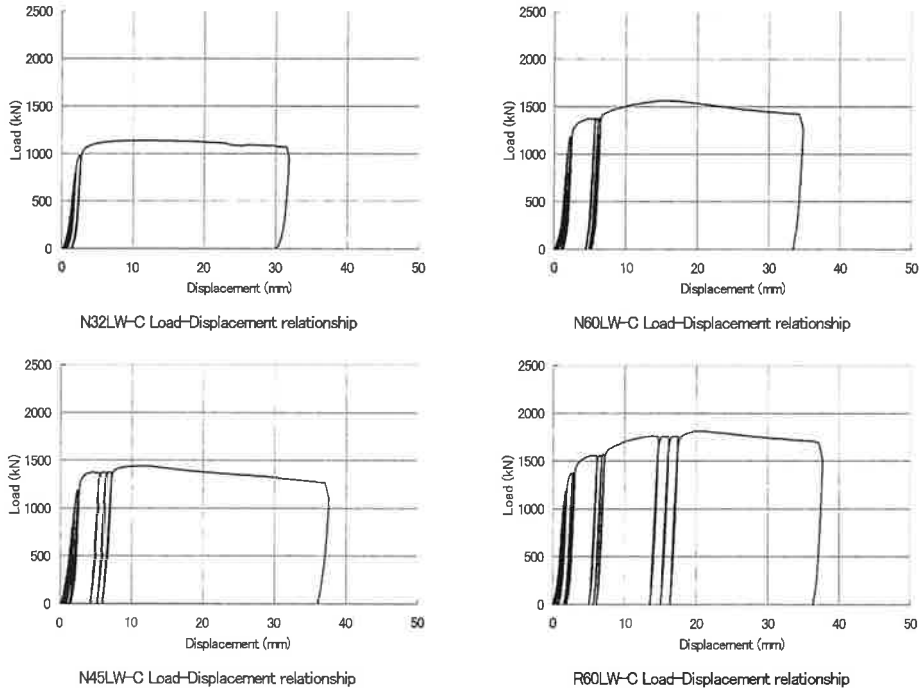 2500
2000
1500
1000
500
0
Load (kN)
0 10 20 30 40 50
Displacement (mm)
N32LW-C Load-Displacement relationship
2500
2000
1500
1000
500
0
Load (kN)
0 10 20 30 40 50
Displacement (mm)
N60LW-C Load-Displacement relationship
2500
2000
1500
1000
500
0
Load (kN)
0 10 20 30 40 50
Displacement (mm)
N45LW-C Load-Displacement relationship
2500
2000
1500
1000
500
0
Load (kN)
0 10 20 30 40 50
Displacement (mm)
R60LW-C Load-Displacement relationship